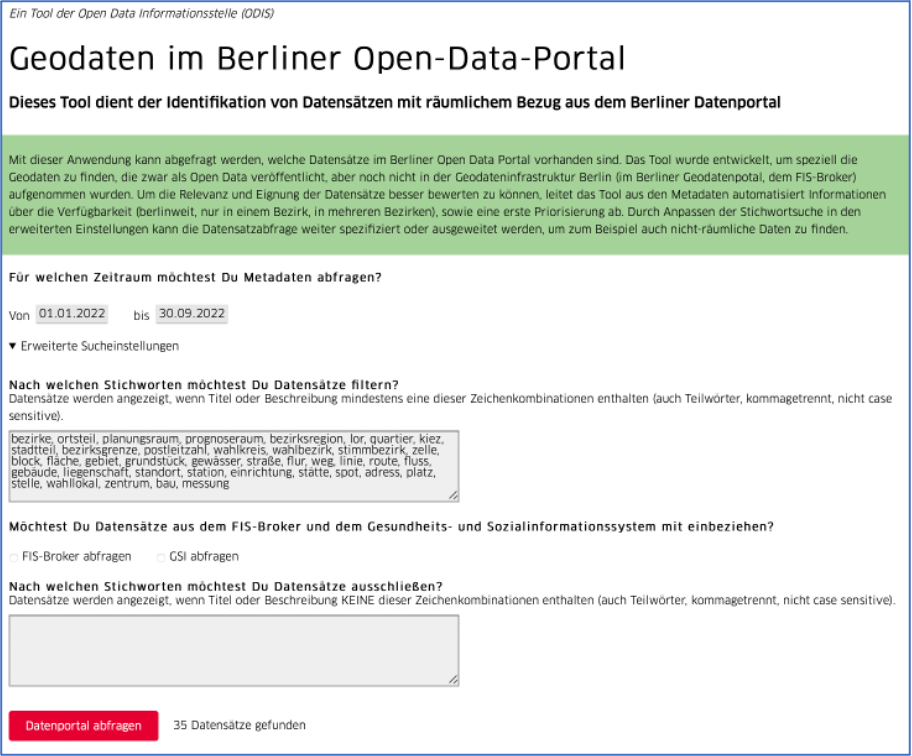 Ein Tool der Open Data Informationsstelle (ODIS)
Geodaten im Berliner Open-Data-Portal
Dieses Tool dient der Identifikation von Datensätzen mit räumlichem Bezug aus dem Berliner Datenportal
Mit dieser Anwendung kann abgefragt werden, welche Datensätze im Berliner Open Data Portal vorhanden sind. Das Tool wurde entwickelt, um speziell die
Geodaten zu finden, die zwar als Open Data veröffentlicht, aber noch nicht in der Geodateninfrastruktur Berlin (im Berliner Geodatenpotal, dem FIS-Broker)
aufgenommen wurden. Um die Relevanz und Eignung der Datensätze besser bewerten zu können, leitet das Tool aus den Metadaten automatisiert Informationen
über die Verfügbarkeit (berlinweit, nur in einem Bezirk, in mehreren Bezirken), sowie eine erste Priorisierung ab. Durch Anpassen der Stichwortsuche in den
erweiterten Einstellungen kann die Datensatzabfrage weiter spezifiziert oder ausgeweitet werden, um zum Beispiel auch nicht-räumliche Daten zu finden.
Für welchen Zeitraum möchtest Du Metadaten abfragen?
Von 01.01.2022 bis 30.09.2022
▼ Erweiterte Sucheinstellungen
Nach welchen Stichworten möchtest Du Datensätze filtern?
Datensätze werden angezeigt, wenn Titel oder Beschreibung mindestens eine dieser Zeichenkombinationen enthalten (auch Teilwörter, kommagetrennt, nicht case
sensitive).
bezirke, ortsteil, planungsraum, prognoseraum, bezirksregion, lor, quartier, kiez,
stadtteil, bezirksgrenze, postleitzahl, wahlkreis, wahlbezirk, stimmbezirk, zelle,
block, fläche, gebiet, grundstück, gewässer, straße, flur, weg, linie, route, fluss,
gebäude, liegenschaft, standort, station, einrichtung, stätte, spot, adress, platz,
stelle, wahllokal, zentrum, bau, messung
Möchtest Du Datensätze aus dem FIS-Broker und dem Gesundheits- und Sozialinformationssystem mit einbeziehen?
FIS-Broker abfragen GSI abfragen
Nach welchen Stichworten möchtest Du Datensätze ausschließen?
Datensätze werden angezeigt, wenn Titel oder Beschreibung KEINE dieser Zeichenkombinationen enthalten (auch Teilwörter, kommagetrennt, nicht case sensitive).
Datenportal abfragen 35 Datensätze gefunden